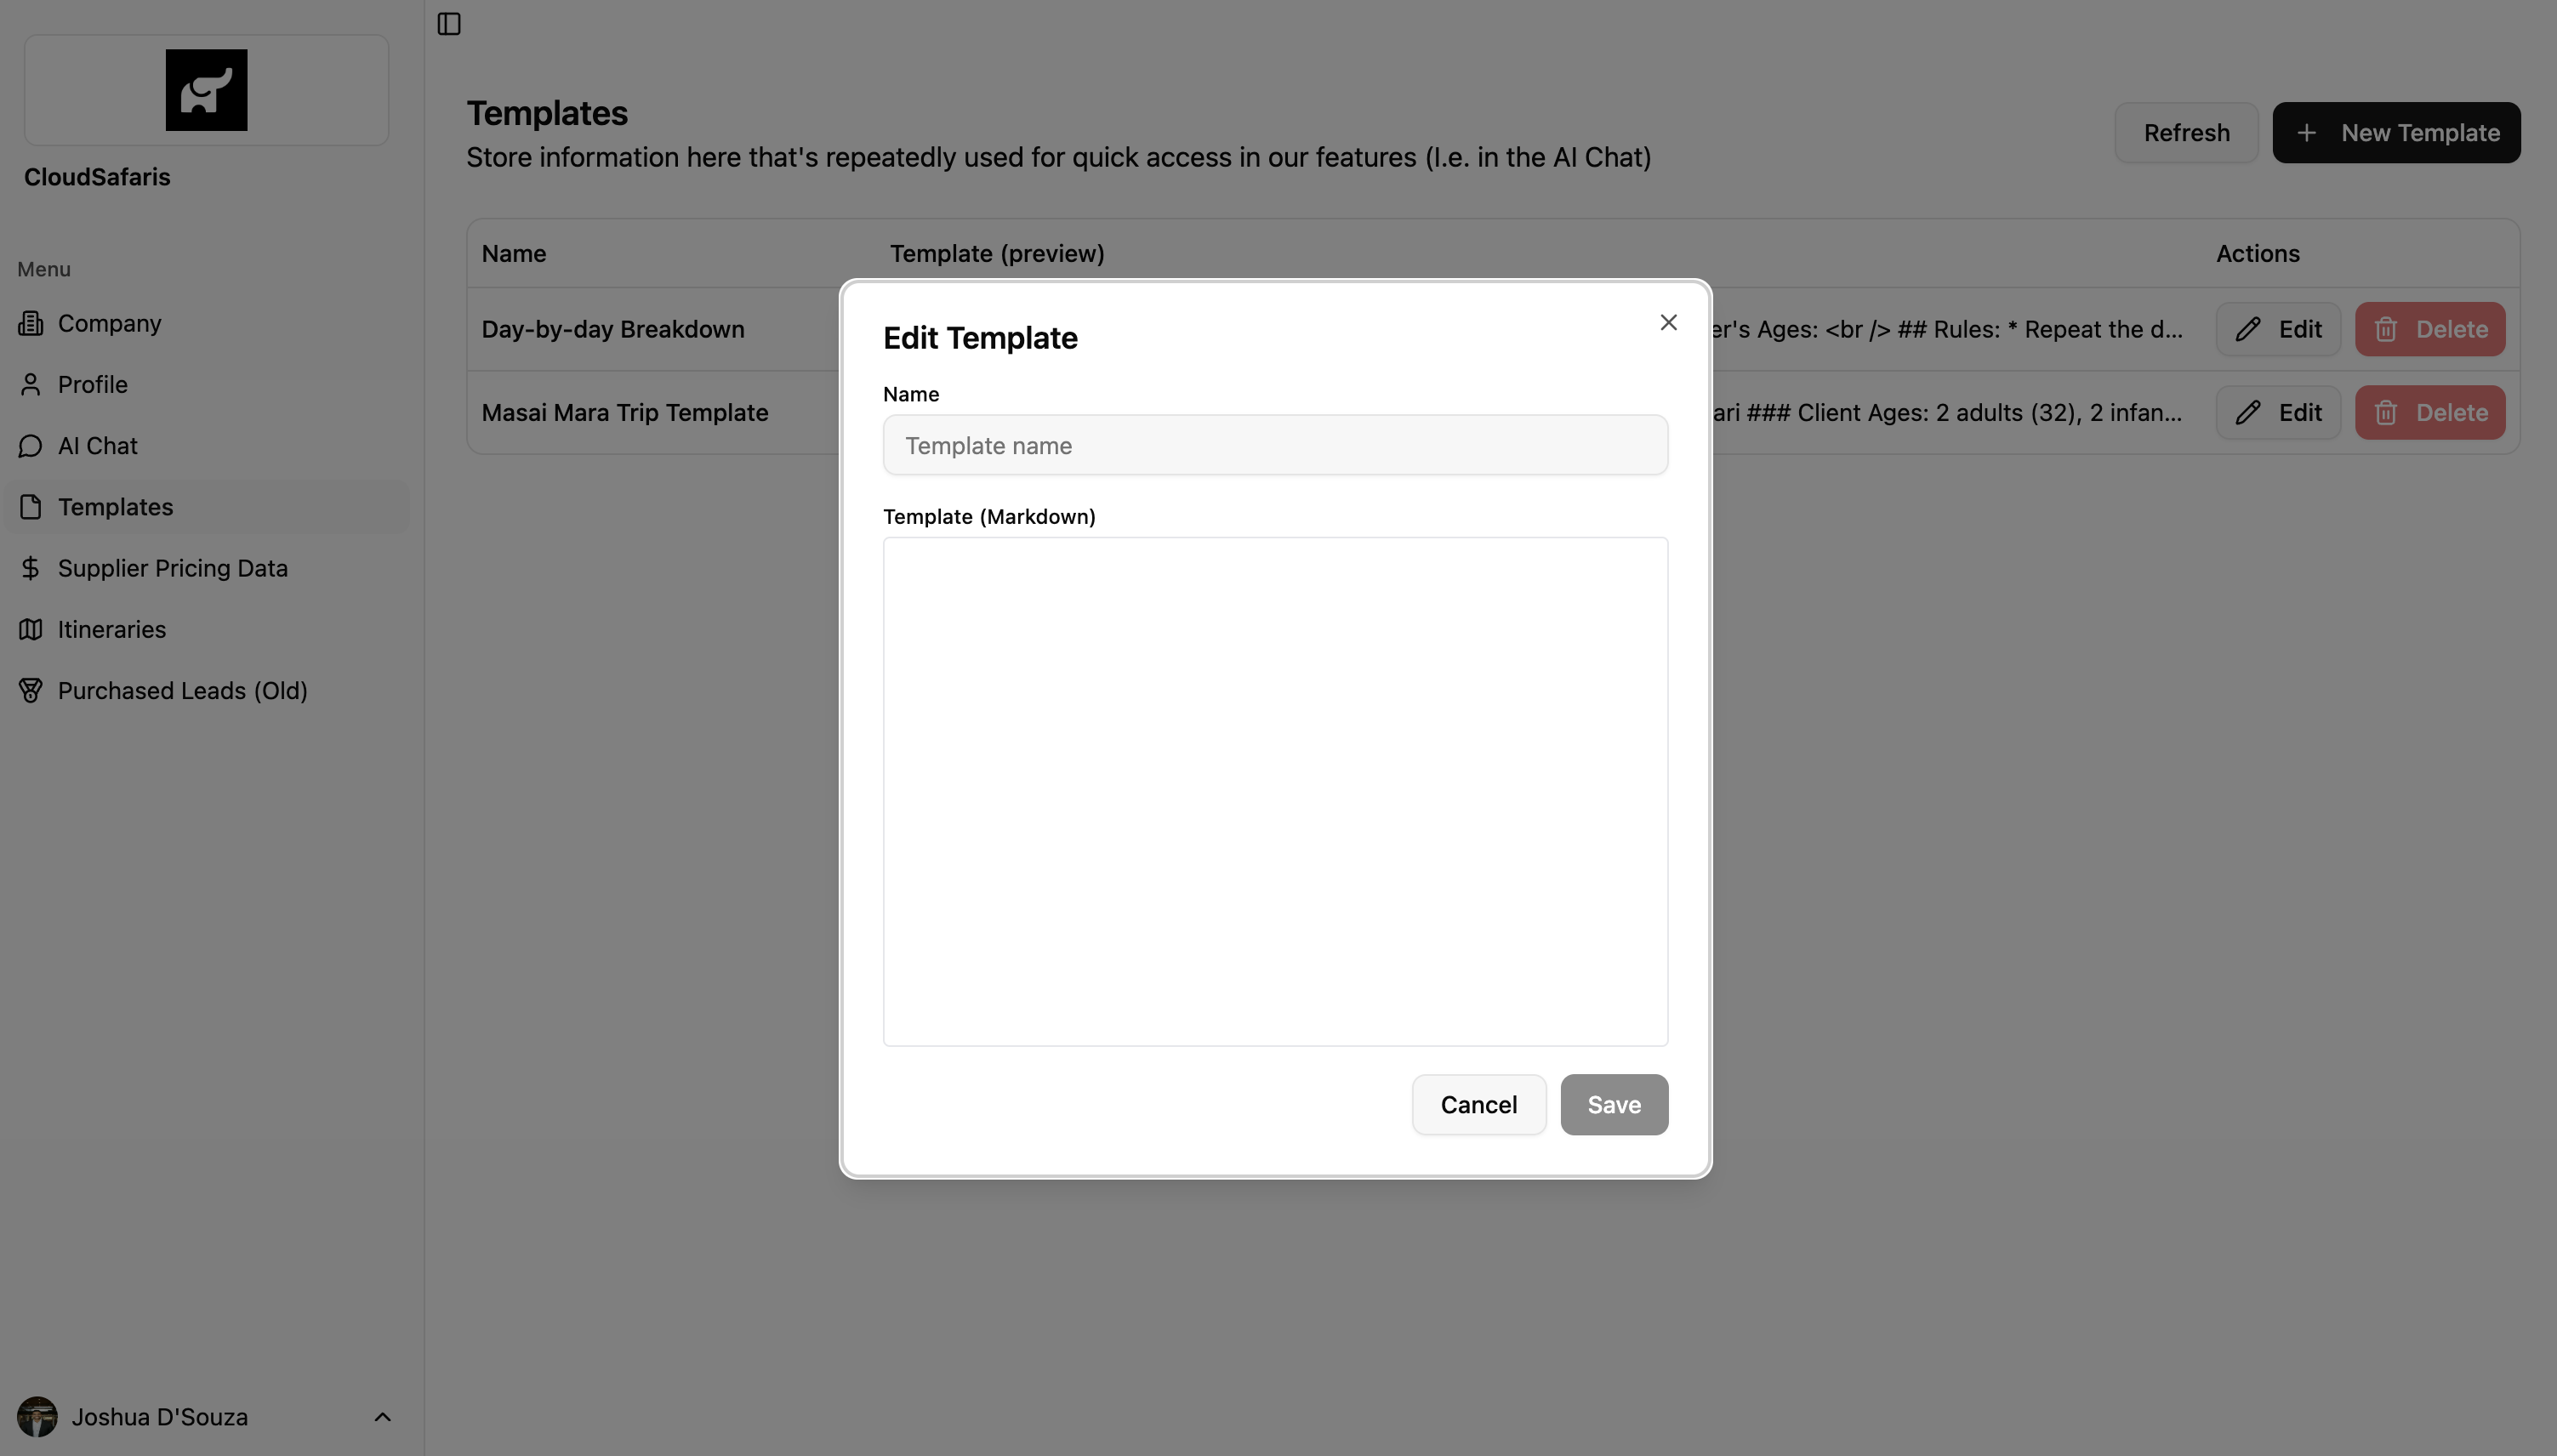 CloudSafaris
Menu
Company
Profile
AI Chat
Templates
Supplier Pricing Data
Itineraries
Purchased Leads (Old)
Joshua D'Souza
Templates
Store information here that's repeatedly used for quick access in our features (I.e. in the AI Chat)
Refresh
+ New Template
Name Template (preview) Actions
Day-by-day Breakdown er's Ages: <br /> ## Rules: * Repeat the d... Edit Delete
Masai Mara Trip Template ari ### Client Ages: 2 adults (32), 2 infan... Edit Delete
Edit Template
Name
Template name
Template (Markdown)
Cancel Save